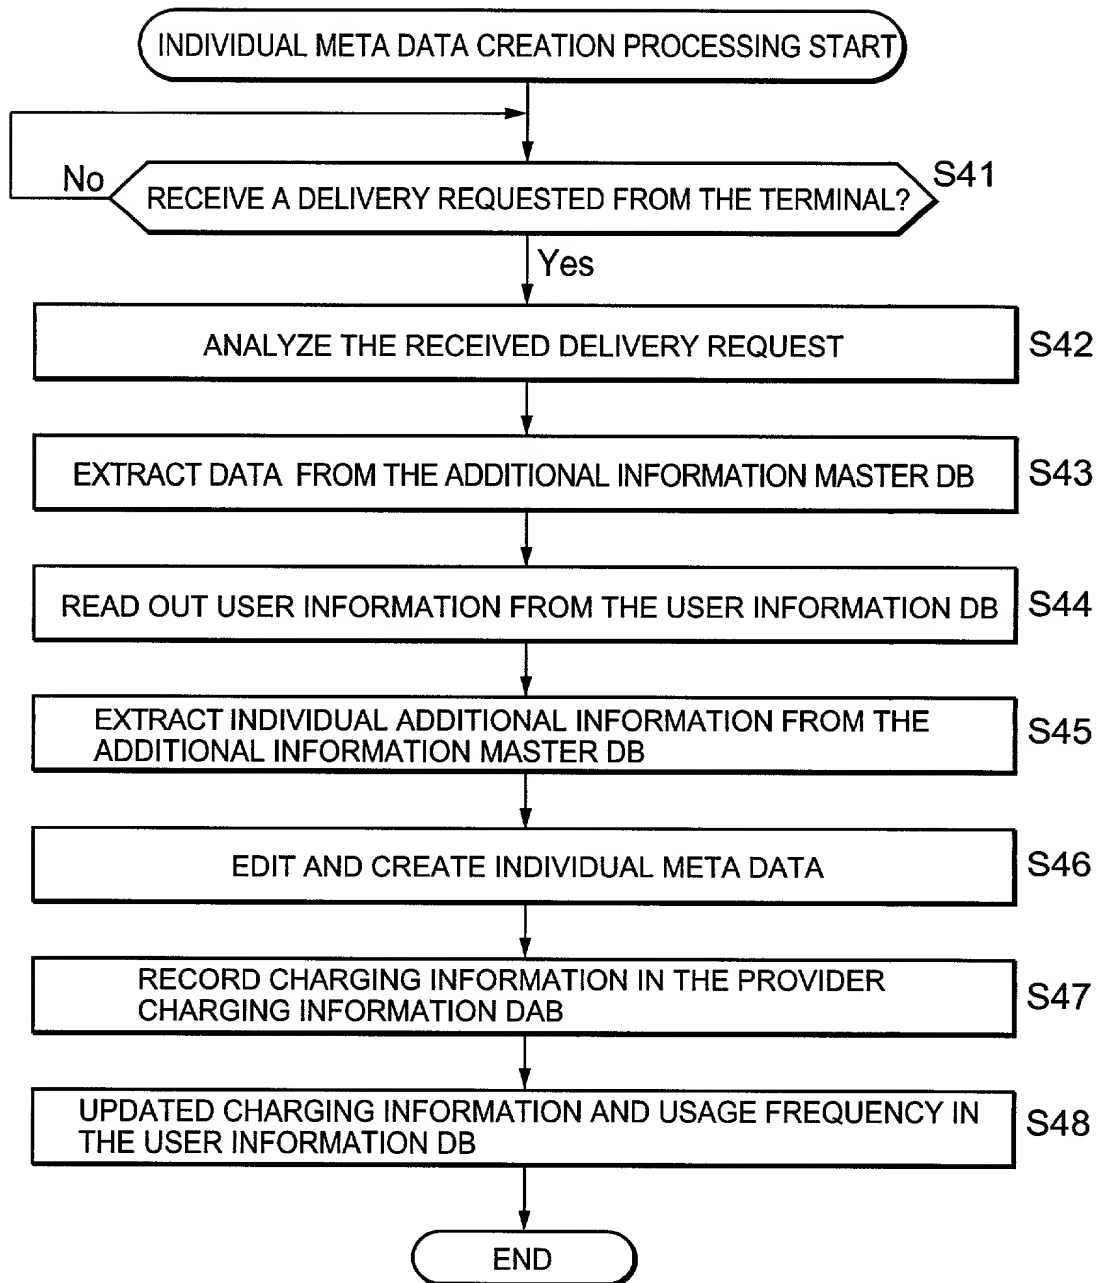 INDIVIDUAL META DATA CREATION PROCESSING START
No
RECEIVE A DELIVERY REQUESTED FROM THE TERMINAL?
S41
Yes
ANALYZE THE RECEIVED DELIVERY REQUEST
S42
EXTRACT DATA FROM THE ADDITIONAL INFORMATION MASTER DB
S43
READ OUT USER INFORMATION FROM THE USER INFORMATION DB
S44
EXTRACT INDIVIDUAL ADDITIONAL INFORMATION FROM THE
ADDITIONAL INFORMATION MASTER DB
S45
EDIT AND CREATE INDIVIDUAL META DATA
S46
RECORD CHARGING INFORMATION IN THE PROVIDER
CHARGING INFORMATION DAB
S47
UPDATED CHARGING INFORMATION AND USAGE FREQUENCY IN
THE USER INFORMATION DB
S48
END